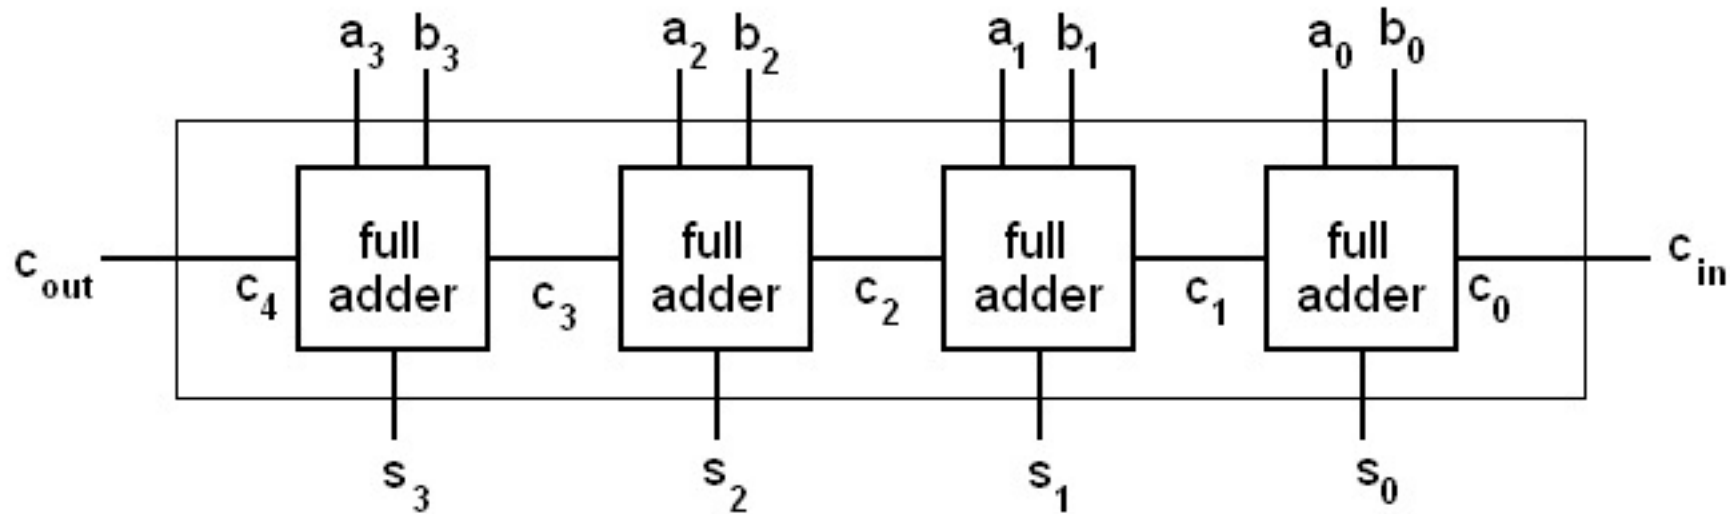 a3 b3 a2 b2 a1 b1 a0 b0
full adder full adder full adder full adder
cout c4 c3 c2 c1 c0 cin
s3 s2 s1 s0